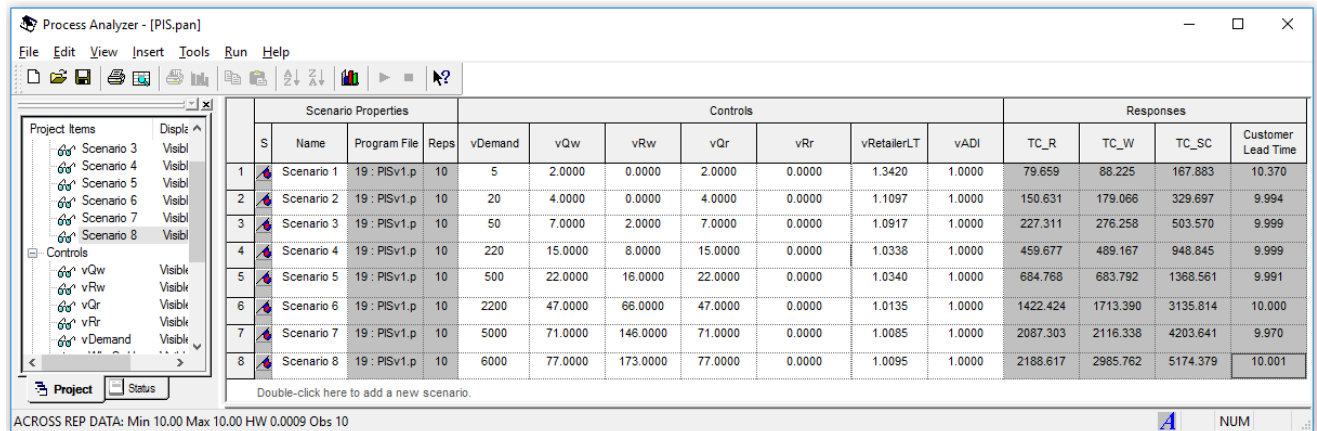 Process Analyzer - [PIS.pan]
File Edit View Insert Tools Run Help
Project Items Displa
Scenario 3 Visibl
Scenario 4 Visibl
Scenario 5 Visibl
Scenario 6 Visibl
Scenario 7 Visibl
Scenario 8 Visibl
Controls
vQw Visible
vRw Visible
vQr Visible
vRr Visible
vDemand Visible
Project Status
Scenario Properties Controls Responses
S Name Program File Reps vDemand vQw vRw vQr vRr vRetailerLT vADI TC_R TC_W TC_SC Customer Lead Time
1 Scenario 1 19 : PISv1.p 10 5 2.0000 0.0000 2.0000 0.0000 1.3420 1.0000 79.659 88.225 167.883 10.370
2 Scenario 2 19 : PISv1.p 10 20 4.0000 0.0000 4.0000 0.0000 1.1097 1.0000 150.631 179.066 329.697 9.994
3 Scenario 3 19 : PISv1.p 10 50 7.0000 2.0000 7.0000 0.0000 1.0917 1.0000 227.311 276.258 503.570 9.999
4 Scenario 4 19 : PISv1.p 10 220 15.0000 8.0000 15.0000 0.0000 1.0338 1.0000 459.677 489.167 948.845 9.999
5 Scenario 5 19 : PISv1.p 10 500 22.0000 16.0000 22.0000 0.0000 1.0340 1.0000 684.768 683.792 1368.561 9.991
6 Scenario 6 19 : PISv1.p 10 2200 47.0000 66.0000 47.0000 0.0000 1.0135 1.0000 1422.424 1713.390 3135.814 10.000
7 Scenario 7 19 : PISv1.p 10 5000 71.0000 146.0000 71.0000 0.0000 1.0085 1.0000 2087.303 2116.338 4203.641 9.970
8 Scenario 8 19 : PISv1.p 10 6000 77.0000 173.0000 77.0000 0.0000 1.0095 1.0000 2188.617 2985.762 5174.379 10.001
Double-click here to add a new scenario.
ACROSS REP DATA: Min 10.00 Max 10.00 HW 0.0009 Obs 10 A NUM